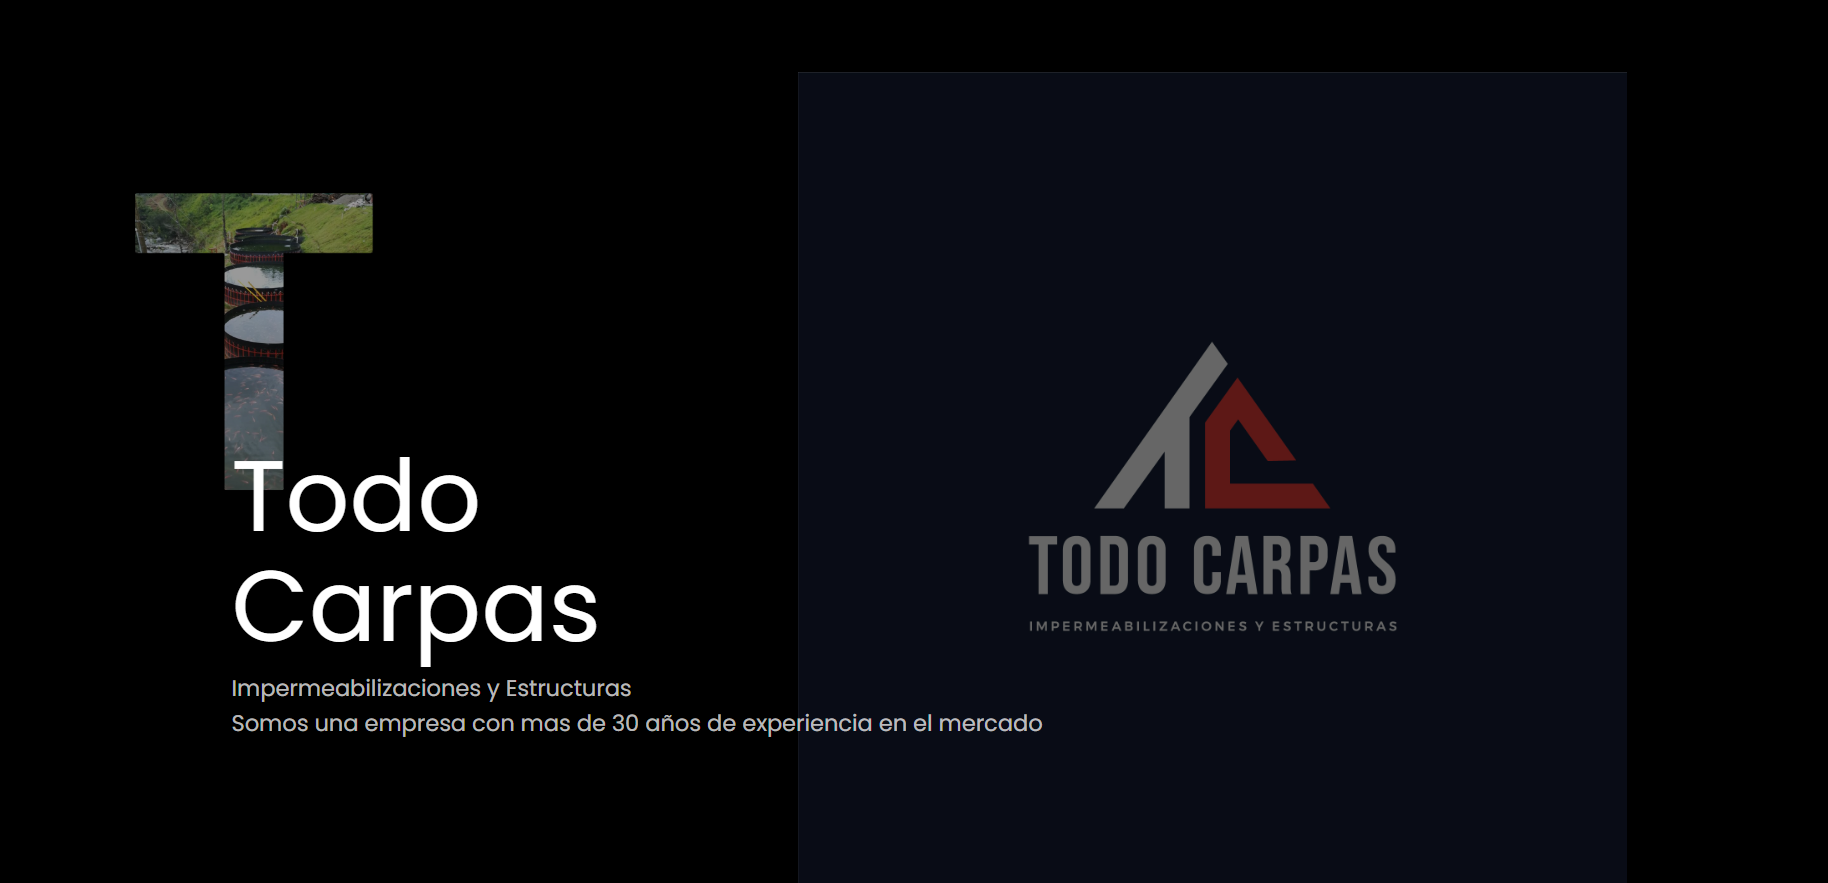 T
Todo
Carpas
Impermeabilizaciones y Estructuras
Somos una empresa con mas de 30 años de experiencia en el mercado
TODO CARPAS
IMPERMEABILIZACIONES Y ESTRUCTURAS